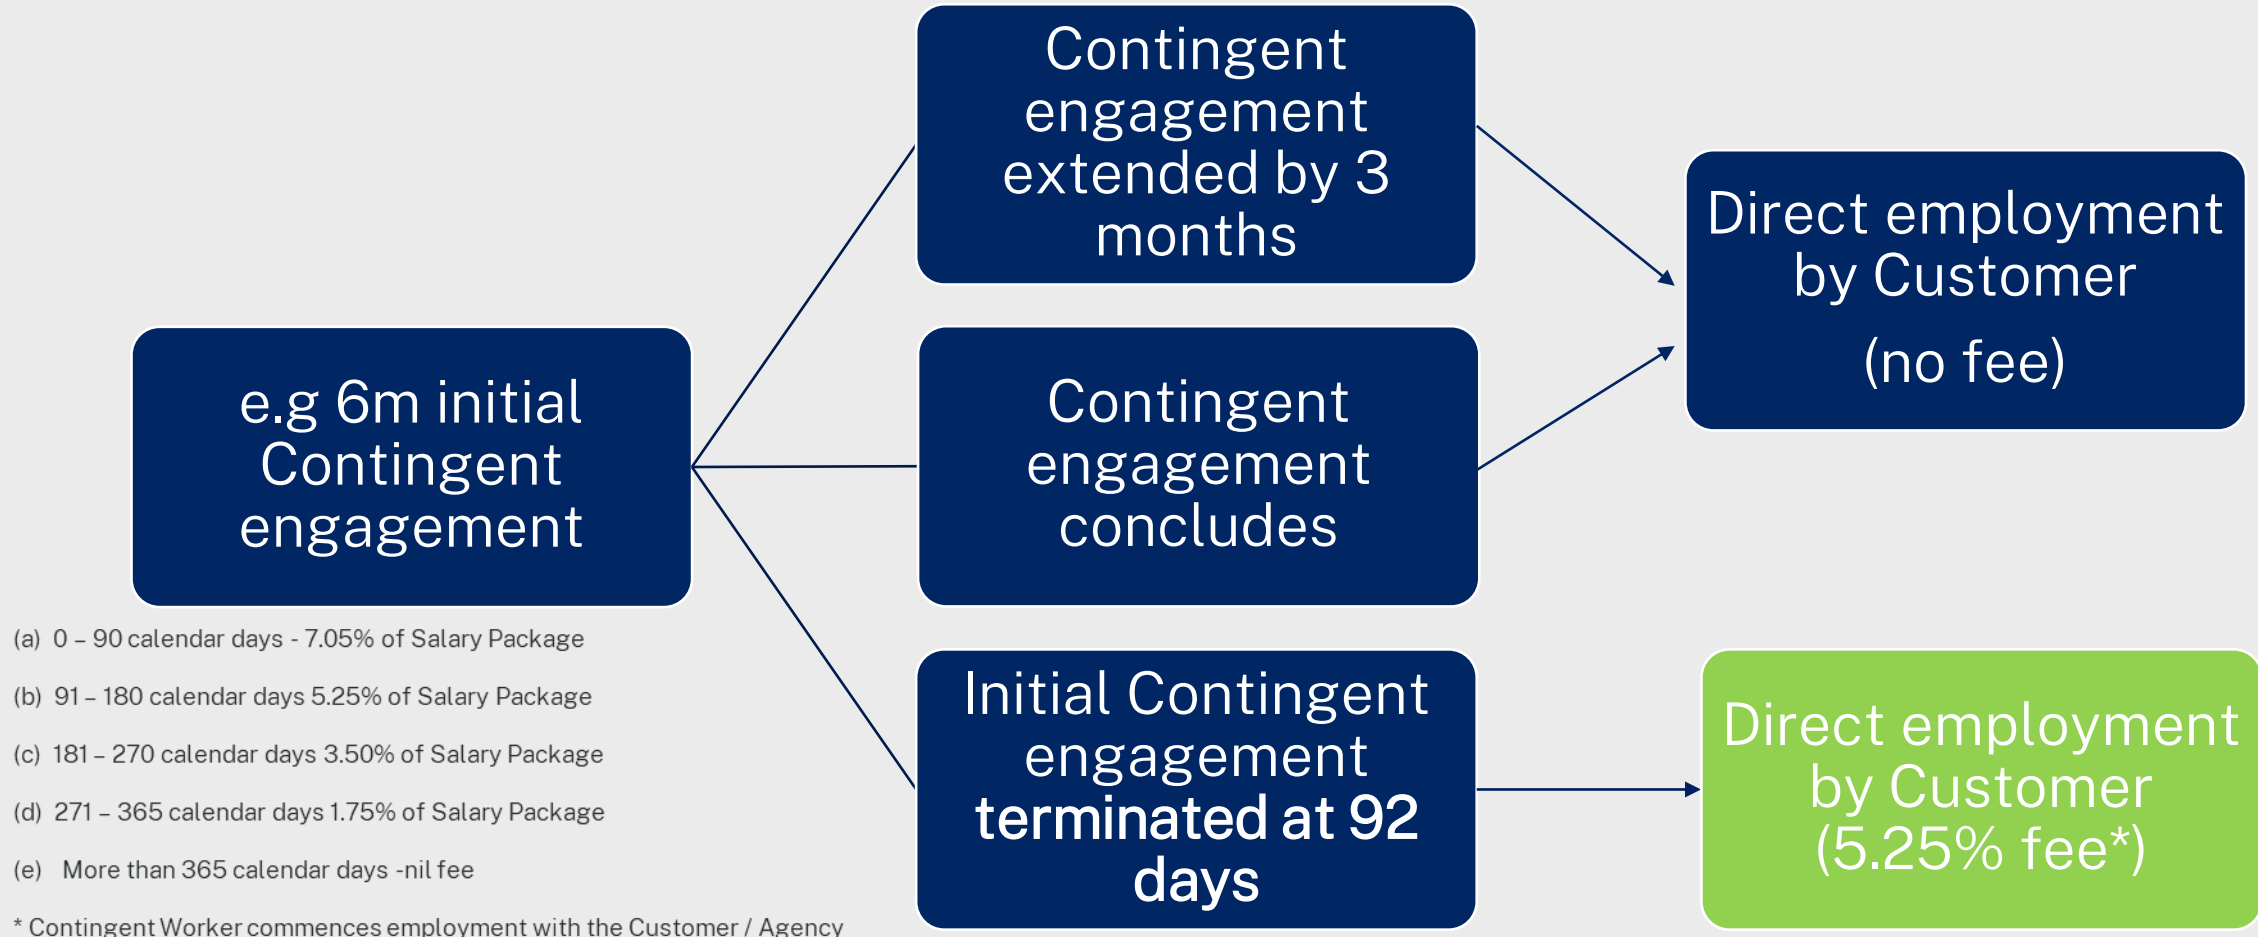 Contingent
engagement
extended by 3
months
Direct employment
by Customer
(no fee)
e.g 6m initial
Contingent
engagement
Contingent
engagement
concludes
(a) 0 – 90 calendar days - 7.05% of Salary Package
(b) 91 – 180 calendar days 5.25% of Salary Package
(c) 181 – 270 calendar days 3.50% of Salary Package
(d) 271 – 365 calendar days 1.75% of Salary Package
(e) More than 365 calendar days -nil fee
* Contingent Worker commences employment with the Customer / Agency
Initial Contingent
engagement
terminated at 92
days
Direct employment
by Customer
(5.25% fee*)